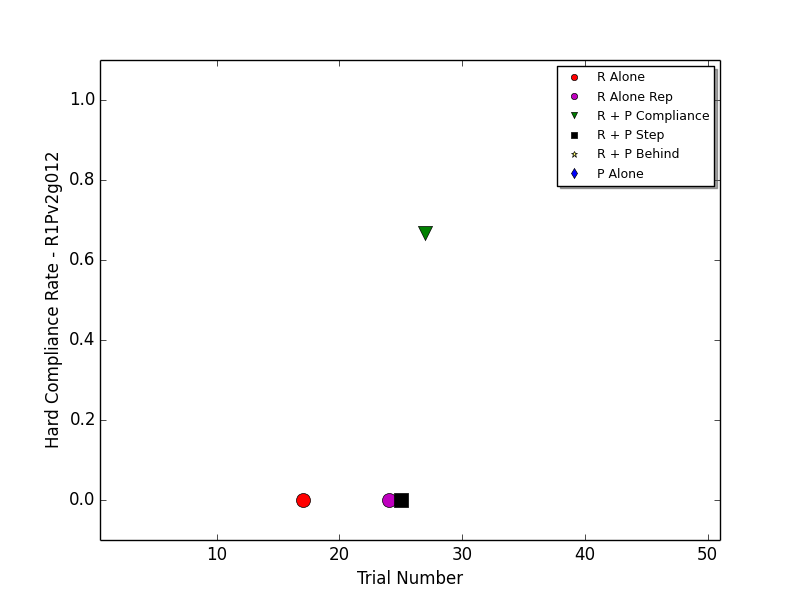 R Alone
R Alone Rep
R + P Compliance
R + P Step
R + P Behind
P Alone
1.0
0.8
0.6
0.4
0.2
0.0
Hard Compliance Rate - R1Pv2g012
10 20 30 40 50
Trial Number